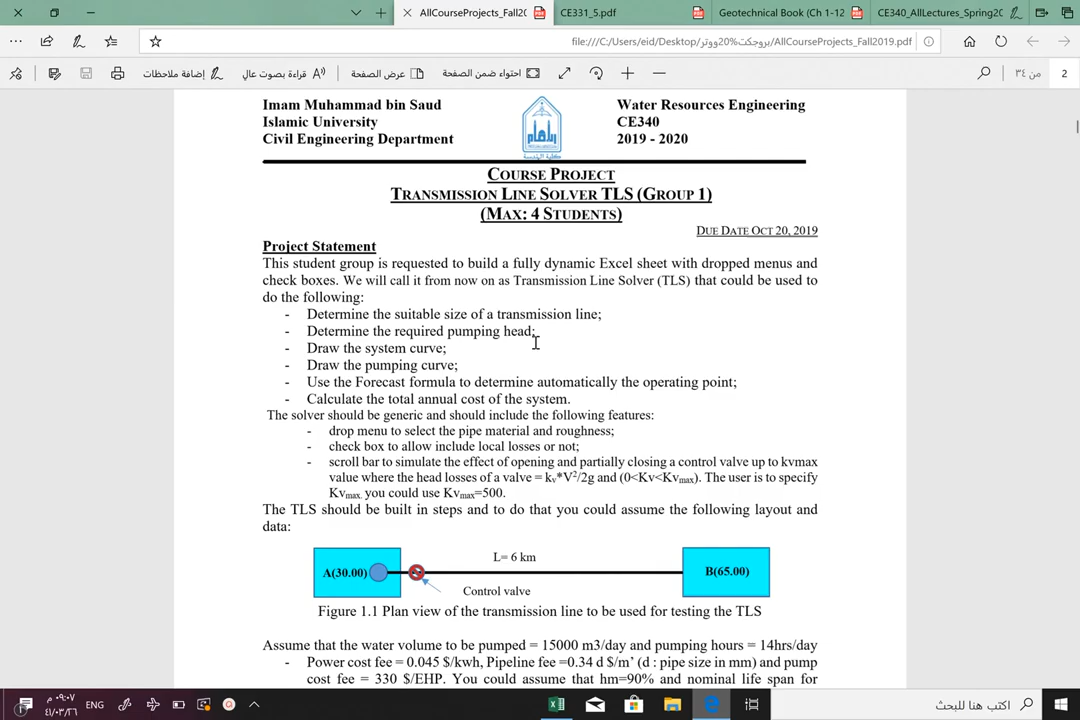 AllCourseProjects_Fall20
CE331_5.pdf
Geotechnical Book (Ch 1-12
CE340_AllLectures_Spring20
file:///C:/Users/eid/Desktop/بروجكت%20ووتر/AllCourseProjects_Fall2019.pdf
إضافة ملاحظات
قراءة بصوت عالٍ
عرض الصفحة
احتواء ضمن الصفحة
من ٣٤
2
Imam Muhammad bin Saud
Islamic University
Civil Engineering Department
Water Resources Engineering
CE340
2019 - 2020
كلية الهندسة
COURSE PROJECT
TRANSMISSION LINE SOLVER TLS (GROUP 1)
(MAX: 4 STUDENTS)
DUE DATE OCT 20, 2019
Project Statement
This student group is requested to build a fully dynamic Excel sheet with dropped menus and
check boxes. We will call it from now on as Transmission Line Solver (TLS) that could be used to
do the following:
- Determine the suitable size of a transmission line;
- Determine the required pumping head;
- Draw the system curve;
- Draw the pumping curve;
- Use the Forecast formula to determine automatically the operating point;
- Calculate the total annual cost of the system.
The solver should be generic and should include the following features:
- drop menu to select the pipe material and roughness;
- check box to allow include local losses or not;
- scroll bar to simulate the effect of opening and partially closing a control valve up to kvmax
value where the head losses of a valve = kv*V²/2g and (0<Kv<Kvmax). The user is to specify
Kvmax. you could use Kvmax=500.
The TLS should be built in steps and to do that you could assume the following layout and
data:
L= 6 km
A(30.00)
B(65.00)
Control valve
Figure 1.1 Plan view of the transmission line to be used for testing the TLS
Assume that the water volume to be pumped = 15000 m3/day and pumping hours = 14hrs/day
- Power cost fee = 0.045 $/kwh, Pipeline fee =0.34 d $/m’ (d : pipe size in mm) and pump
cost fee = 330 $/EHP. You could assume that hm=90% and nominal life span for
٠٩:٠٧ م
٤١/٠٣/٢٦
ENG
اكتب هنا للبحث